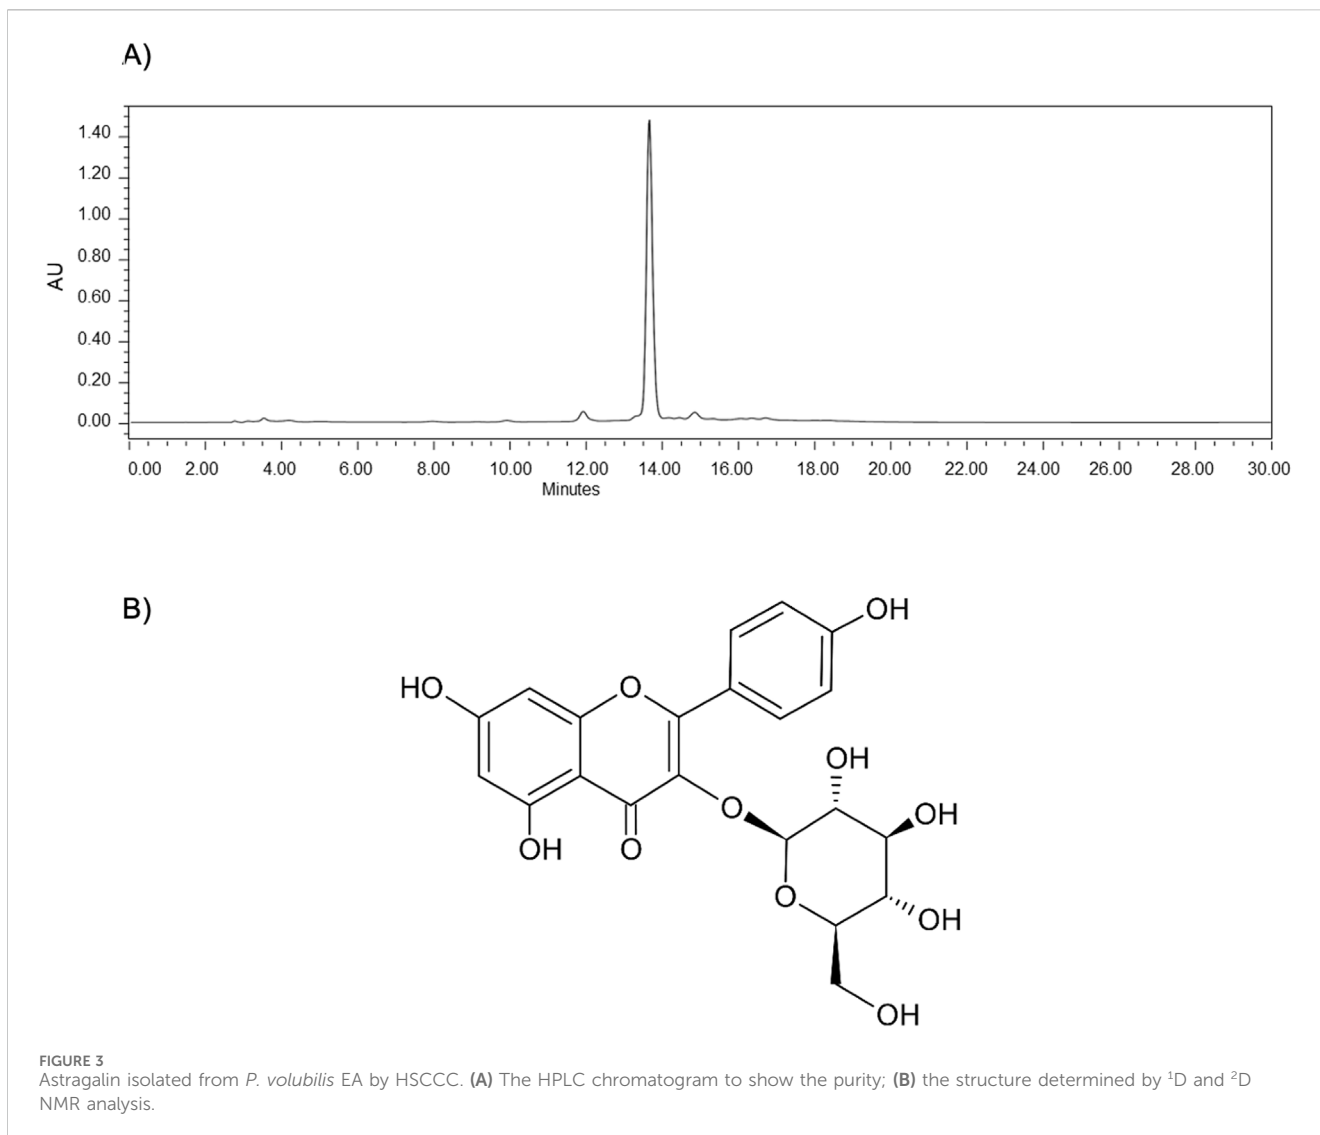 A)
1.40
1.20
1.00
0.80
0.60
0.40
0.20
0.00
AU
0.00 2.00 4.00 6.00 8.00 10.00 12.00 14.00 16.00 18.00 20.00 22.00 24.00 26.00 28.00 30.00
Minutes
B)
OH
HO
O
OH
O
OH
OH
O
O
OH
OH
FIGURE 3
Astragalin isolated from P. volubilis EA by HSCCC. (A) The HPLC chromatogram to show the purity; (B) the structure determined by ¹D and ²D
NMR analysis.